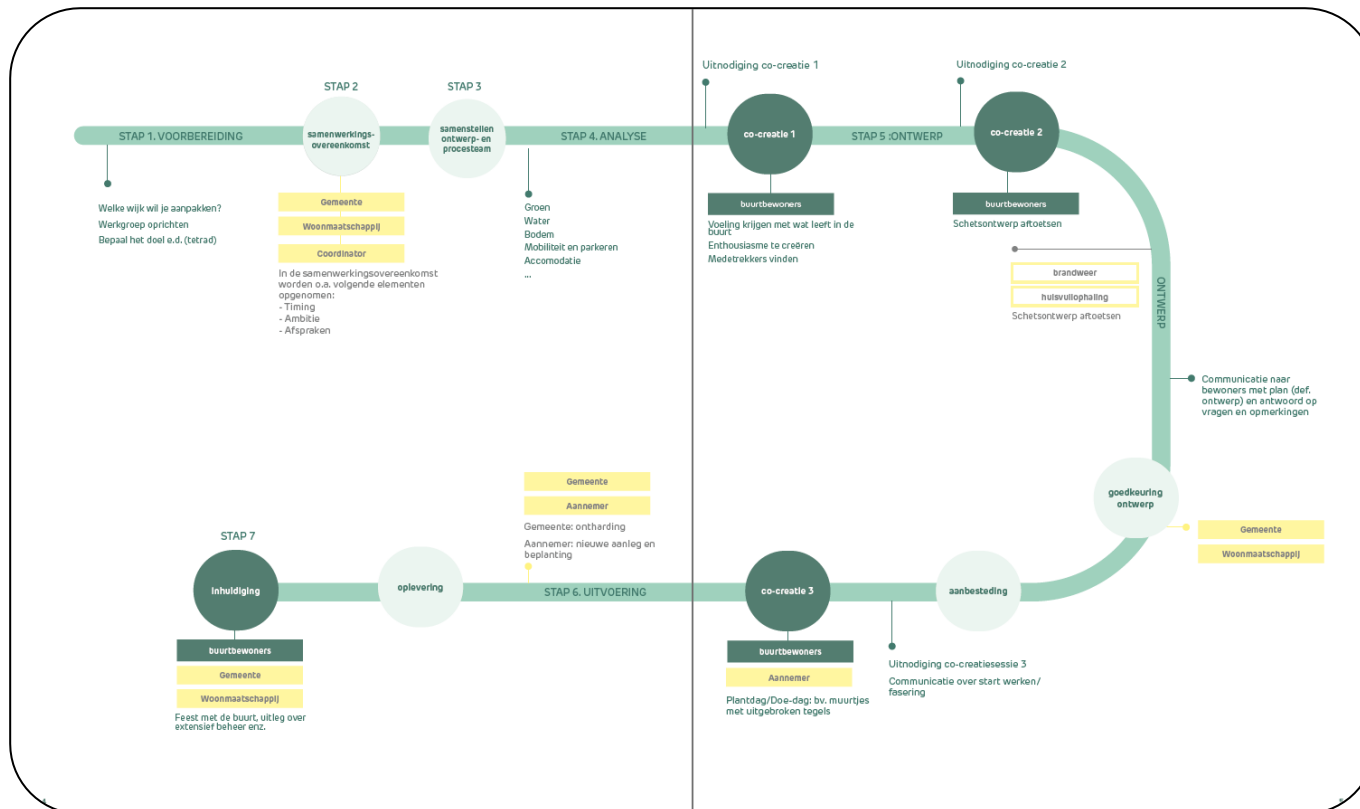 STAP 1. VOORBEREIDING
Welke wijk wil je aanpakken?
Werkgroep oprichten
Bepaal het doel e.d. (tetrad)
STAP 2
samenwerkings-
overeenkomst
Gemeente
Woonmaatschappij
Coordinator
In de samenwerkingsovereenkomst
worden o.a. volgende elementen
opgenomen:
- Timing
- Ambitie
- Afspraken
STAP 3
samenstellen
ontwerp- en
procesteam
STAP 4. ANALYSE
Groen
Water
Bodem
Mobiliteit en parkeren
Accomodatie
...
Uitnodiging co-creatie 1
co-creatie 1
buurtbewoners
Voeling krijgen met wat leeft in de
buurt
Enthousiasme te creëren
Medetrekkers vinden
STAP 5 :ONTWERP
Uitnodiging co-creatie 2
co-creatie 2
buurtbewoners
Schetsontwerp aftoetsen
brandweer
huisvuilophaling
Schetsontwerp aftoetsen
ONTWERP
Communicatie naar
bewoners met plan (def.
ontwerp) en antwoord op
vragen en opmerkingen
goedkeuring
ontwerp
Gemeente
Woonmaatschappij
aanbesteding
Uitnodiging co-creatiesessie 3
Communicatie over start werken/
fasering
co-creatie 3
buurtbewoners
Aannemer
Plantdag/Doe-dag: bv. muurtjes
met uitgebroken tegels
STAP 6. UITVOERING
Gemeente
Aannemer
Gemeente: ontharding
Aannemer: nieuwe aanleg en
beplanting
oplevering
STAP 7
inhuldiging
buurtbewoners
Gemeente
Woonmaatschappij
Feest met de buurt, uitleg over
extensief beheer enz.